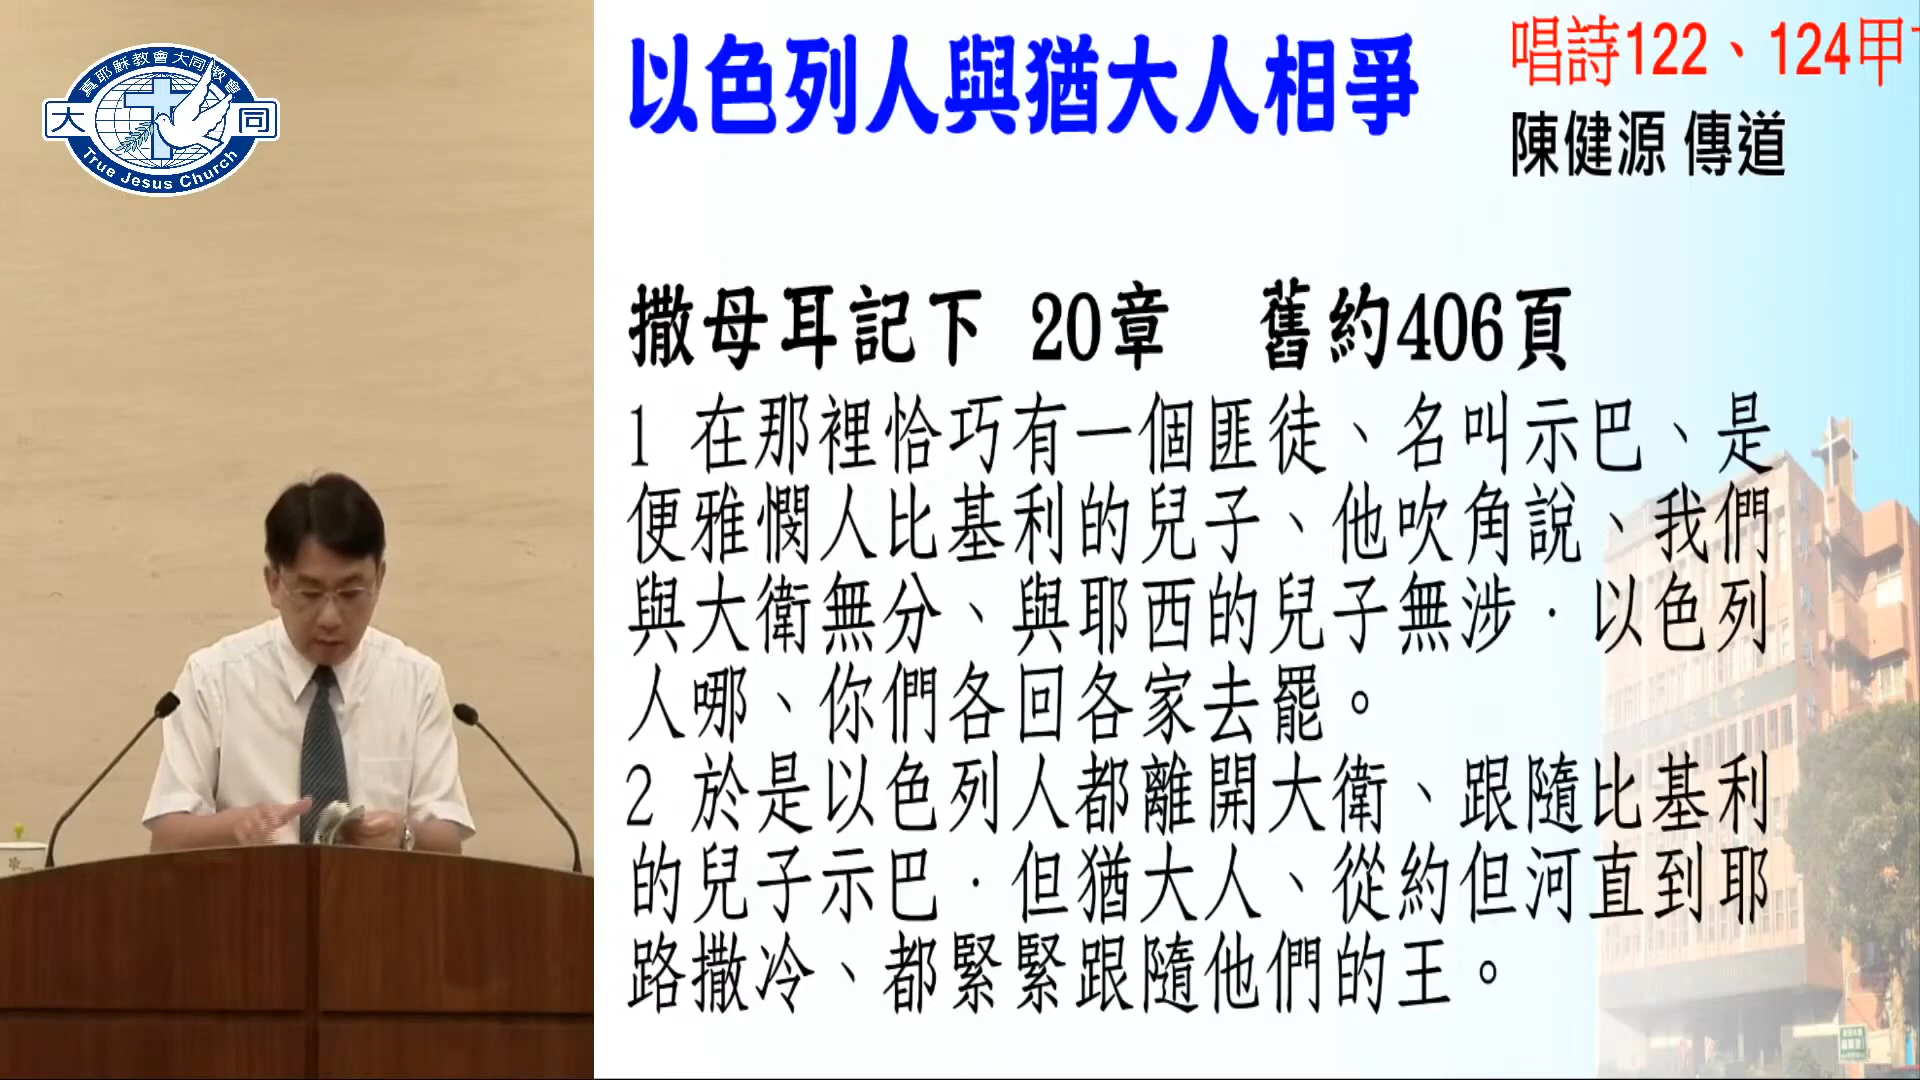 真耶穌教會大同教會
大同
True Jesus Church
以色列人與猶大人相爭
唱詩122、124甲
陳健源 傳道
撒母耳記下 20章 舊約406頁
1 在那裡恰巧有一個匪徒、名叫示巴、是
便雅憫人比基利的兒子、他吹角說、我們
與大衛無分、與耶西的兒子無涉．以色列
人哪、你們各回各家去罷。
2 於是以色列人都離開大衛、跟隨比基利
的兒子示巴．但猶大人、從約但河直到耶
路撒冷、都緊緊跟隨他們的王。